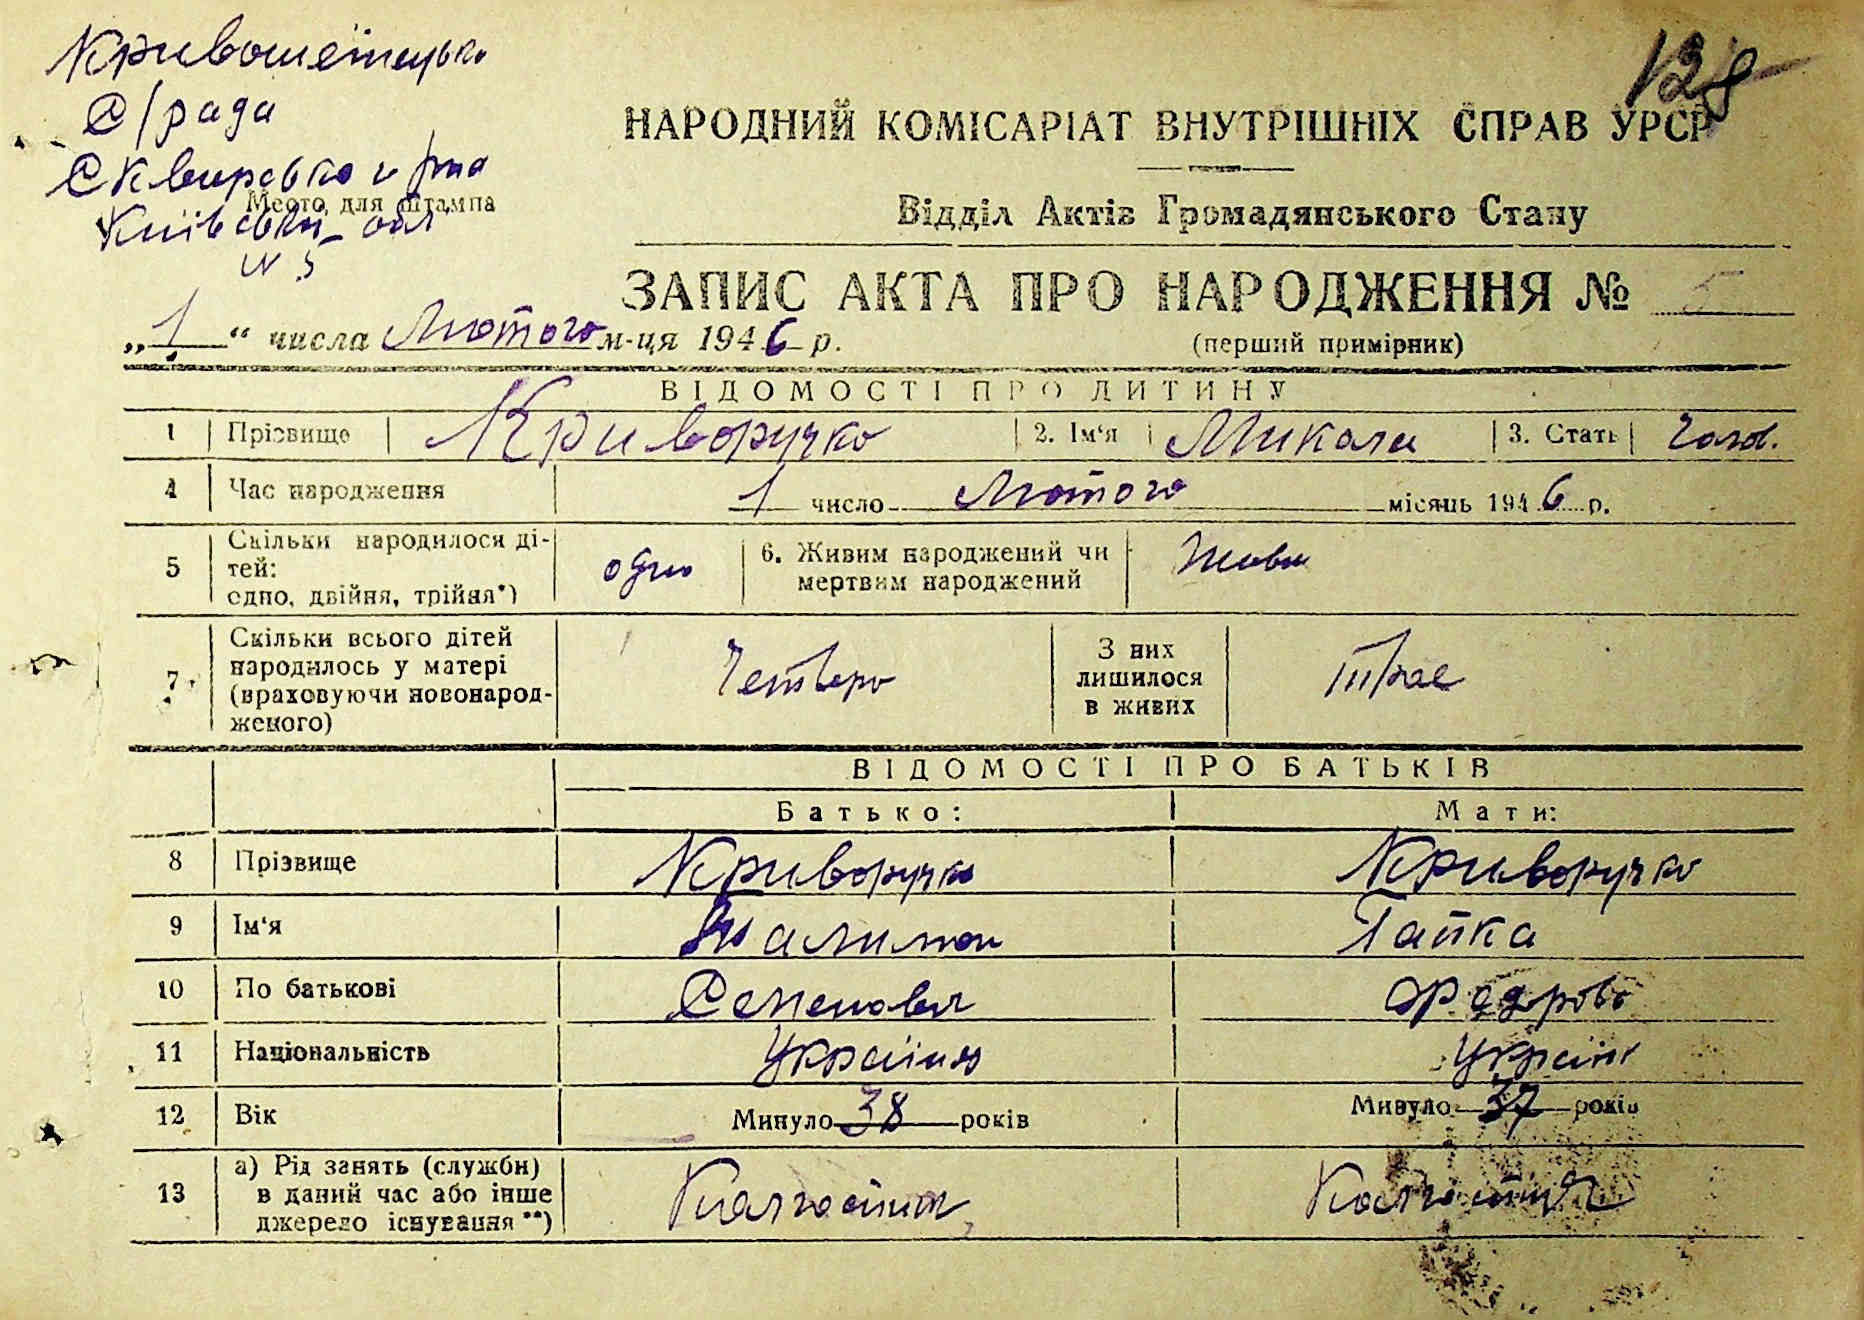 128
Кривошеїнцька
С/рада
Сквирського р-на
Київської обл
Место для штампа
№ 5
НАРОДНИЙ КОМІСАРІАТ ВНУТРІШНІХ СПРАВ УРСР
Відділ Актів Громадянського Стану
ЗАПИС АКТА ПРО НАРОДЖЕННЯ № 5
„1“ числа Лютого м-ця 1946 р.
(перший примірник)
ВІДОМОСТІ ПРО ДИТИНУ
1 Прізвище Криворучко 2. Ім'я Микола 3. Стать Чолов.
4 Час народження 1 число Лютого місяць 1946 р.
5 Скільки народилося дітей: одно, двійня, трійня*) одно 6. Живим народжений чи мертвим народжений Живим
7 Скільки всього дітей народилось у матері (враховуючи новонародженого) Четверо З них лишилося в живих Троє
ВІДОМОСТІ ПРО БАТЬКІВ
Батько: Мати:
8 Прізвище Криворучко Криворучко
9 Ім'я Галимон Гапка
10 По батькові Семенович Федорово
11 Національність Україн Україн
12 Вік Минуло 38 років Минуло 37 років
13 а) Рід занять (служби) в даний час або інше джерело існування**) Колгоспник Колгоспниця